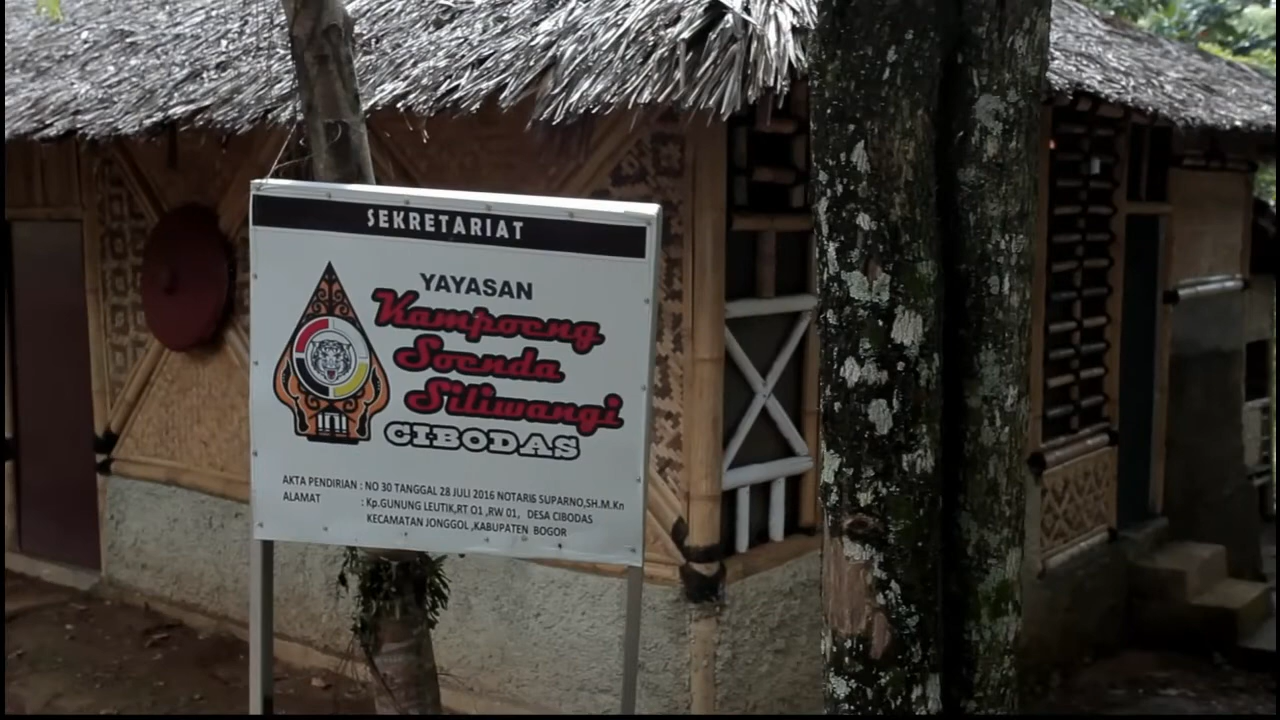 SEKRETARIAT
YAYASAN
Kampoeng
Soenda
Siliwangi
CIBODAS
AKTA PENDIRIAN : NO 30 TANGGAL 28 JULI 2016 NOTARIS SUPARNO,SH.M.Kn
ALAMAT : Kp.GUNUNG LEUTIK,RT O1 ,RW 01, DESA CIBODAS
KECAMATAN JONGGOL ,KABUPATEN BOGOR